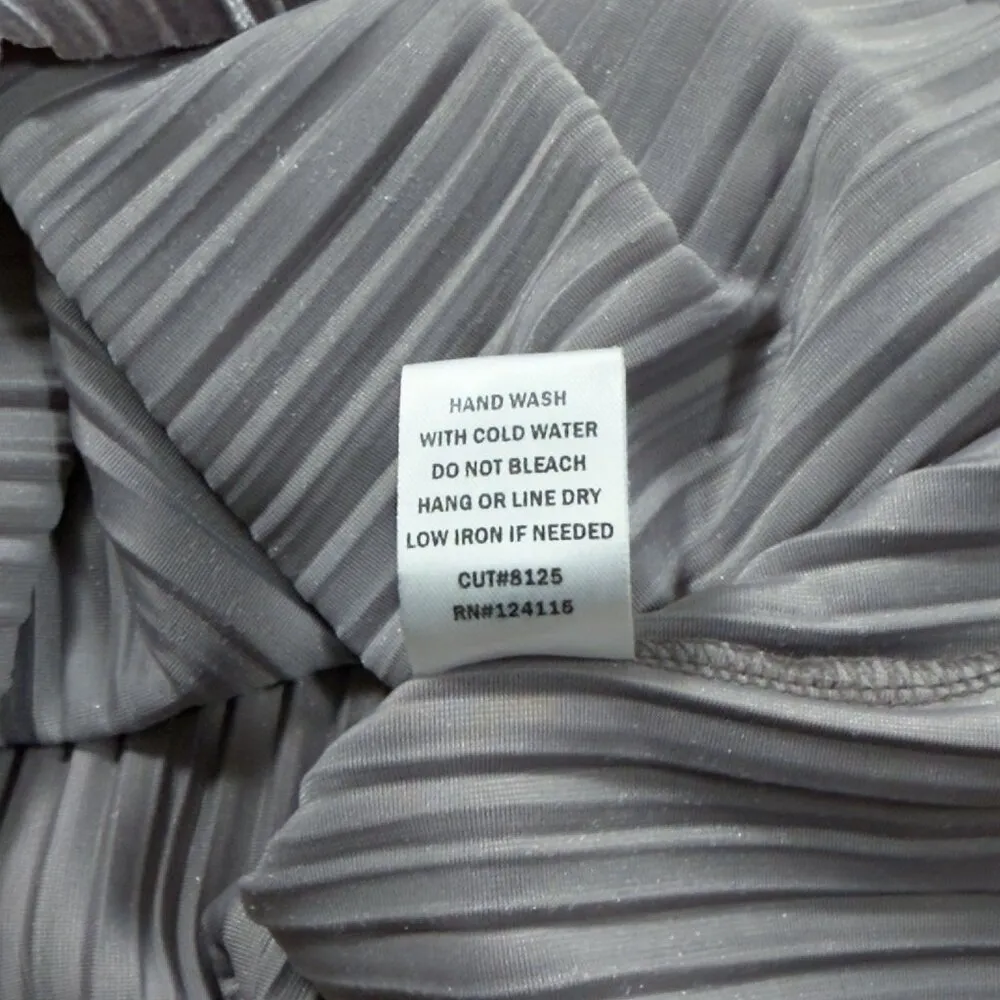 HAND WASH
WITH COLD WATER
DO NOT BLEACH
HANG OR LINE DRY
LOW IRON IF NEEDED
CUT#8125
RN#124115